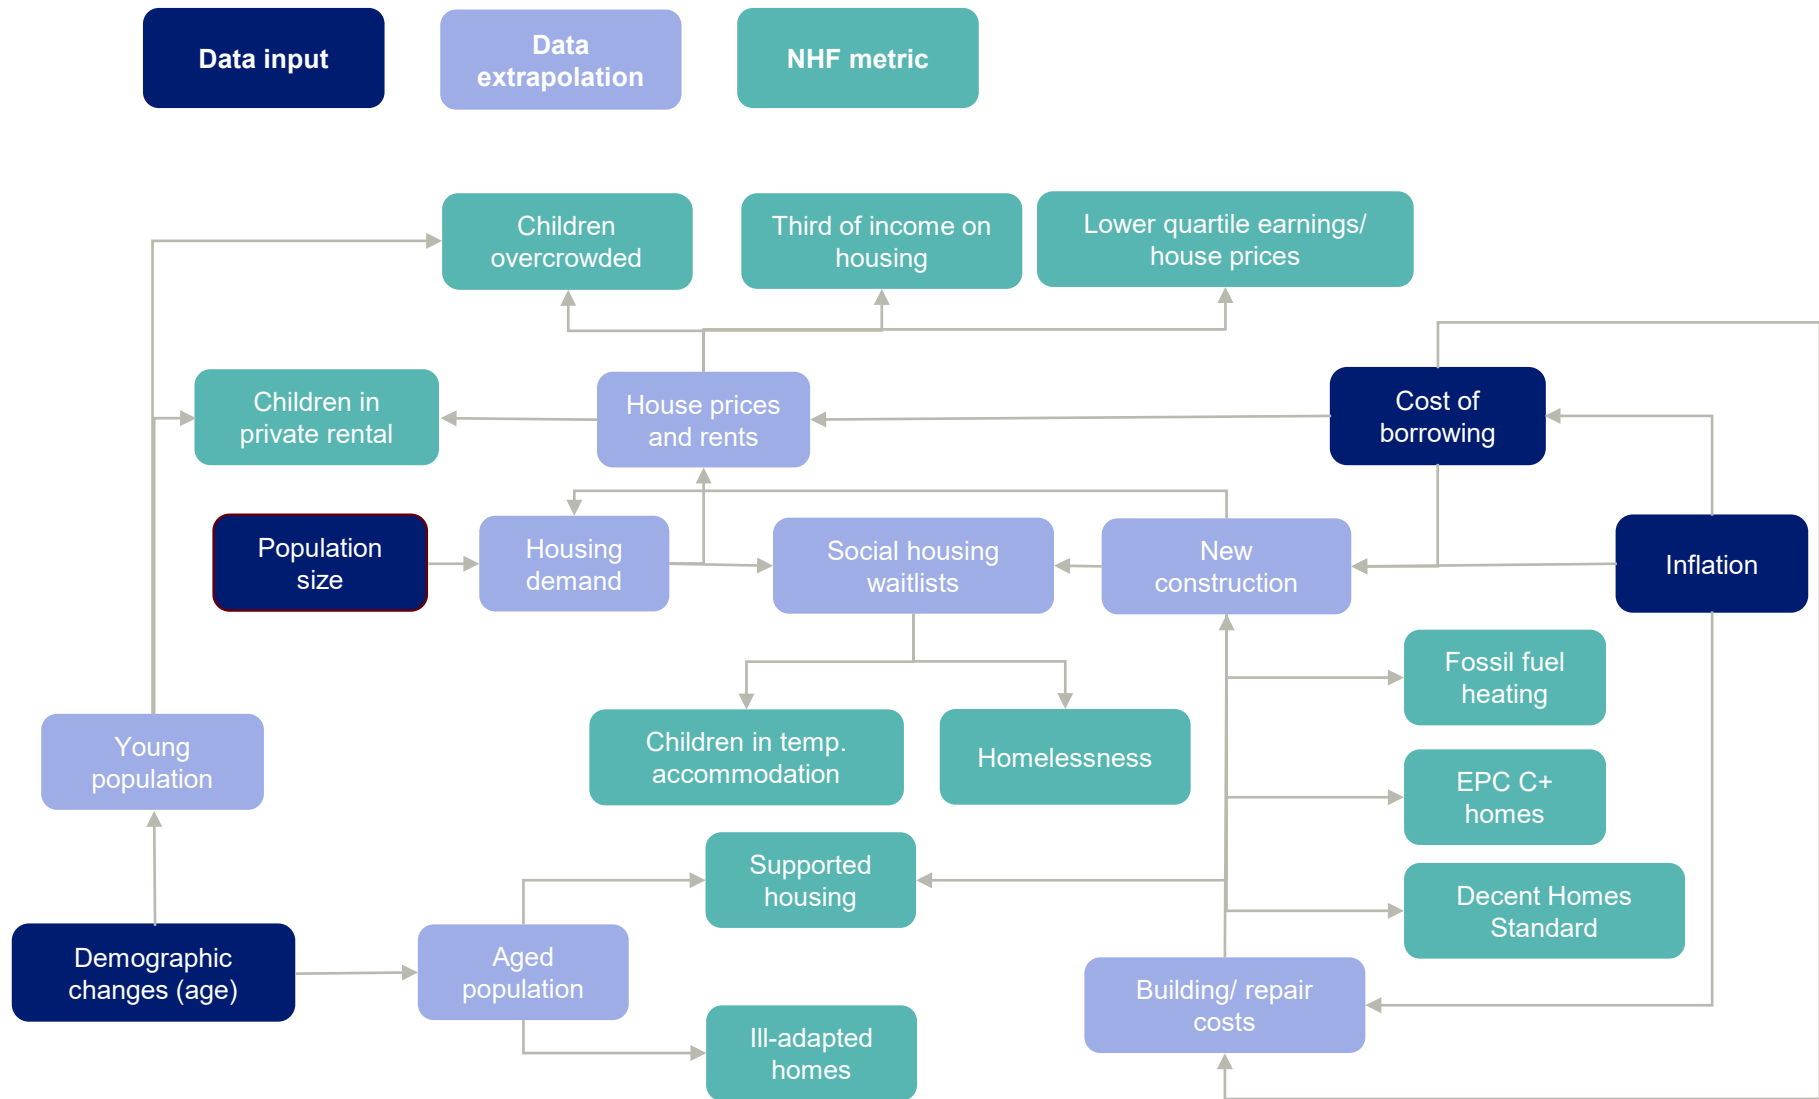 Data input
Data
extrapolation
NHF metric
Children
overcrowded
Third of income on
housing
Lower quartile earnings/
house prices
Children in
private rental
House prices
and rents
Cost of
borrowing
Population
size
Housing
demand
Social housing
waitlists
New
construction
Inflation
Fossil fuel
heating
Young
population
Children in temp.
accommodation
Homelessness
EPC C+
homes
Supported
housing
Decent Homes
Standard
Demographic
changes (age)
Aged
population
Building/ repair
costs
Ill-adapted
homes